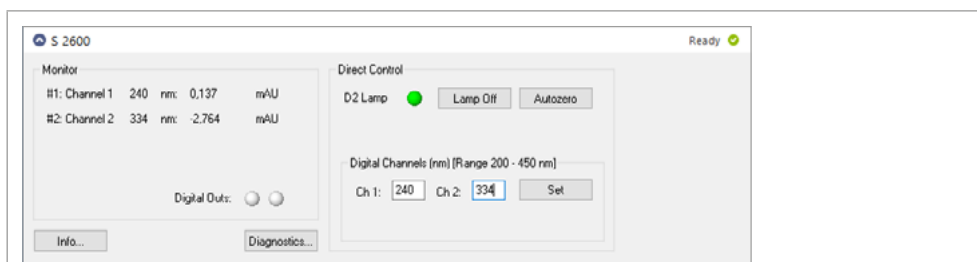 S 2600 Ready
Monitor
#1: Channel 1 240 nm: 0,137 mAU
#2: Channel 2 334 nm: -2,764 mAU
Digital Outs:
Info... Diagnostics...
Direct Control
D2 Lamp Lamp Off Autozero
Digital Channels (nm) [Range 200 - 450 nm]
Ch 1: 240 Ch 2: 334 Set